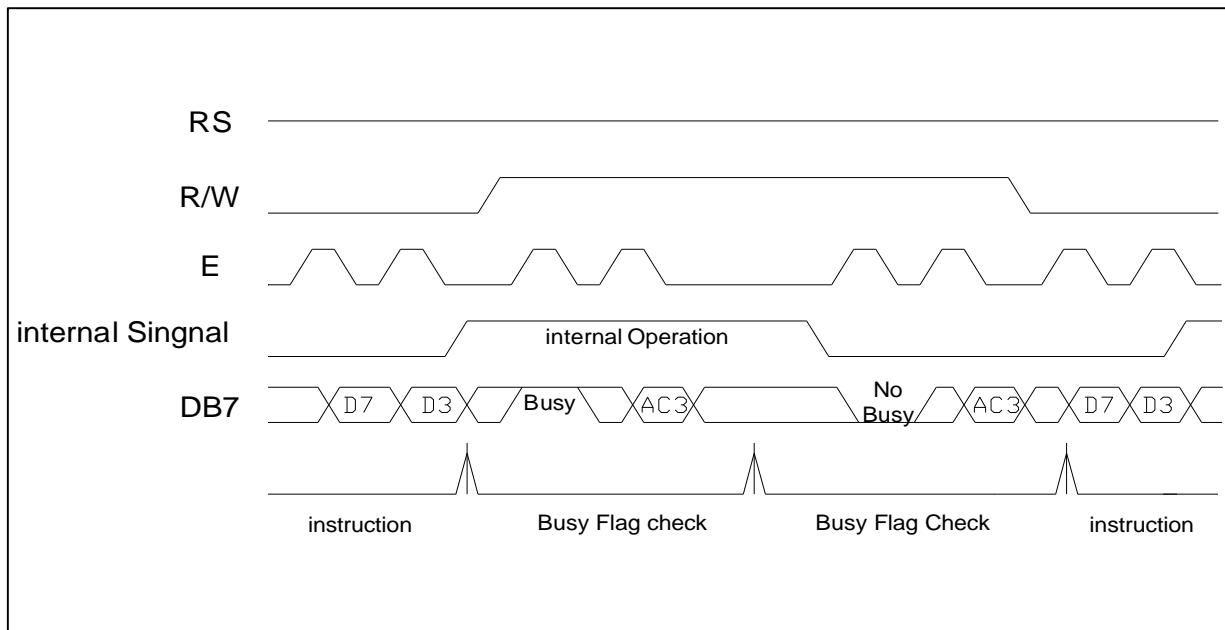 RS
R/W
E
internal Singnal
internal Operation
DB7
D7 D3 Busy AC3 No Busy AC3 D7 D3
instruction Busy Flag check Busy Flag Check instruction